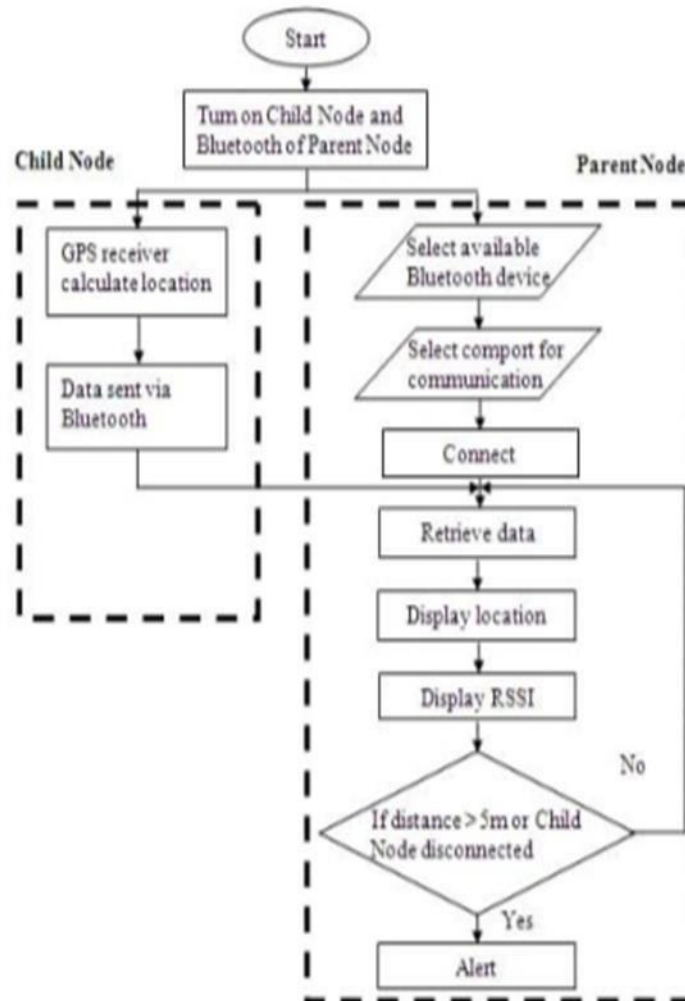 Start
Turn on Child Node and
Bluetooth of Parent Node
Child Node
Parent Node
GPS receiver
calculate location
Data sent via
Bluetooth
Select available
Bluetooth device
Select comport for
communication
Connect
Retrieve data
Display location
Display RSSI
No
If distance > 5m or Child
Node disconnected
Yes
Alert